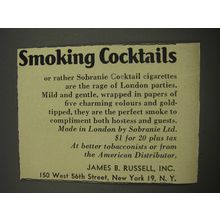 Smoking Cocktails
or rather Sobranie Cocktail cigarettes
are the rage of London parties.
Mild and gentle, wrapped in papers of
five charming colours and gold-
tipped, they are the perfect smoke to
compliment both hostess and guests.
Made in London by Sobranie Ltd.
$1 for 20 plus tax
At better tobacconists or from
the American Distributor.
JAMES B. RUSSELL, INC.
150 West 56th Street, New York 19, N. Y.